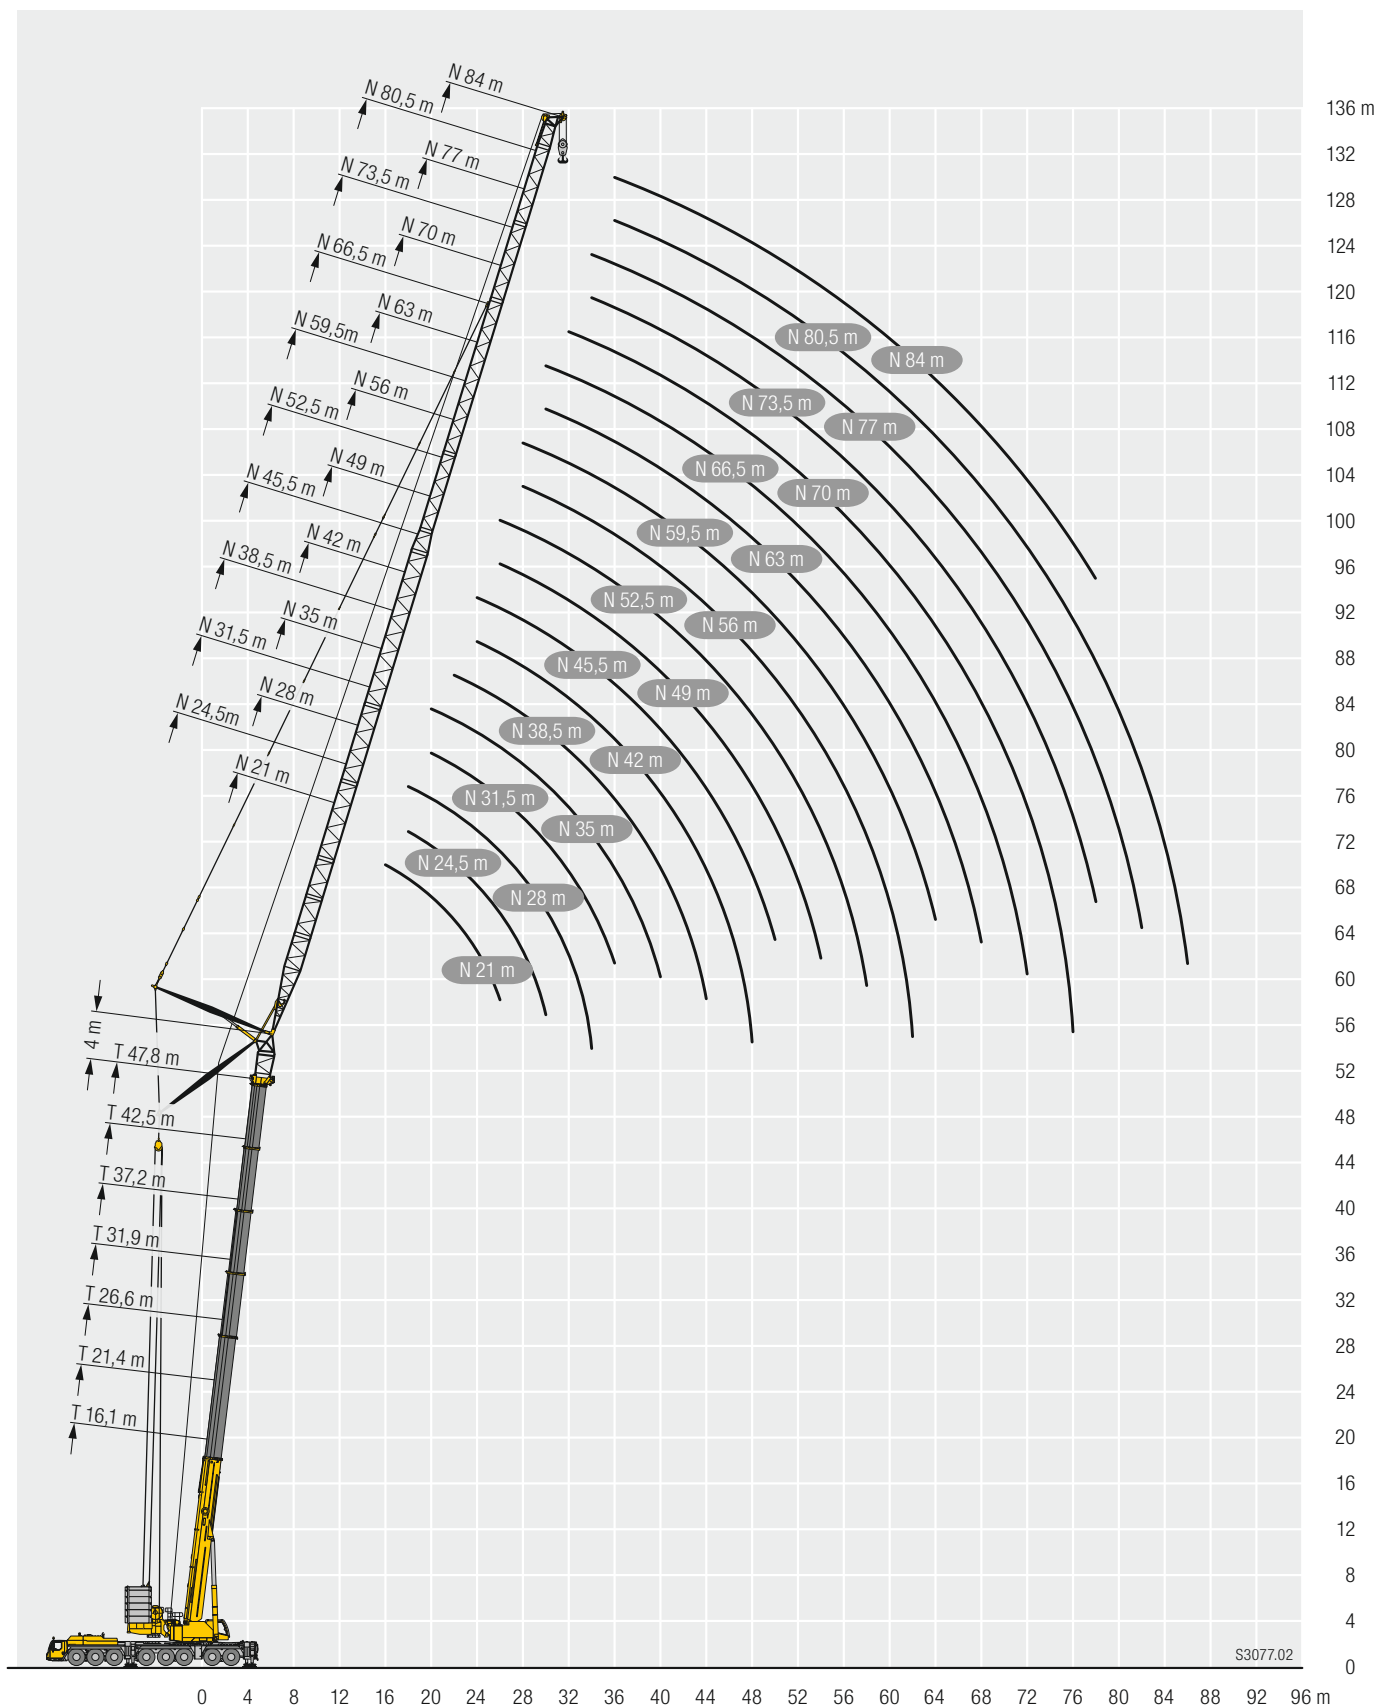 N 84 m
N 80,5 m
136 m
132
N 77 m
N 73,5 m
128
N 70 m
124
N 66,5 m
120
N 63 m
N 80,5 m
116
N 59,5m
N 84 m
112
N 56 m
N 73,5 m
N 52,5 m
N 77 m
108
N 49 m
N 66,5 m
104
N 45,5 m
N 70 m
100
N 42 m
N 59,5 m
N 38,5 m
N 63 m
96
N 35 m
N 52,5 m
92
N 31,5 m
N 56 m
N 45,5 m
88
N 28 m
N 49 m
84
N 24,5m
N 38,5 m
80
N 21 m
N 42 m
N 31,5 m
76
N 35 m
72
N 24,5 m
68
N 28 m
64
N 21 m
60
4 m
56
T 47,8 m
52
T 42,5 m
48
44
T 37,2 m
40
T 31,9 m
36
T 26,6 m
32
28
T 21,4 m
24
T 16,1 m
20
16
12
8
4
S3077.02
0
0 4 8 12 16 20 24 28 32 36 40 44 48 52 56 60 64 68 72 76 80 84 88 92 96 m